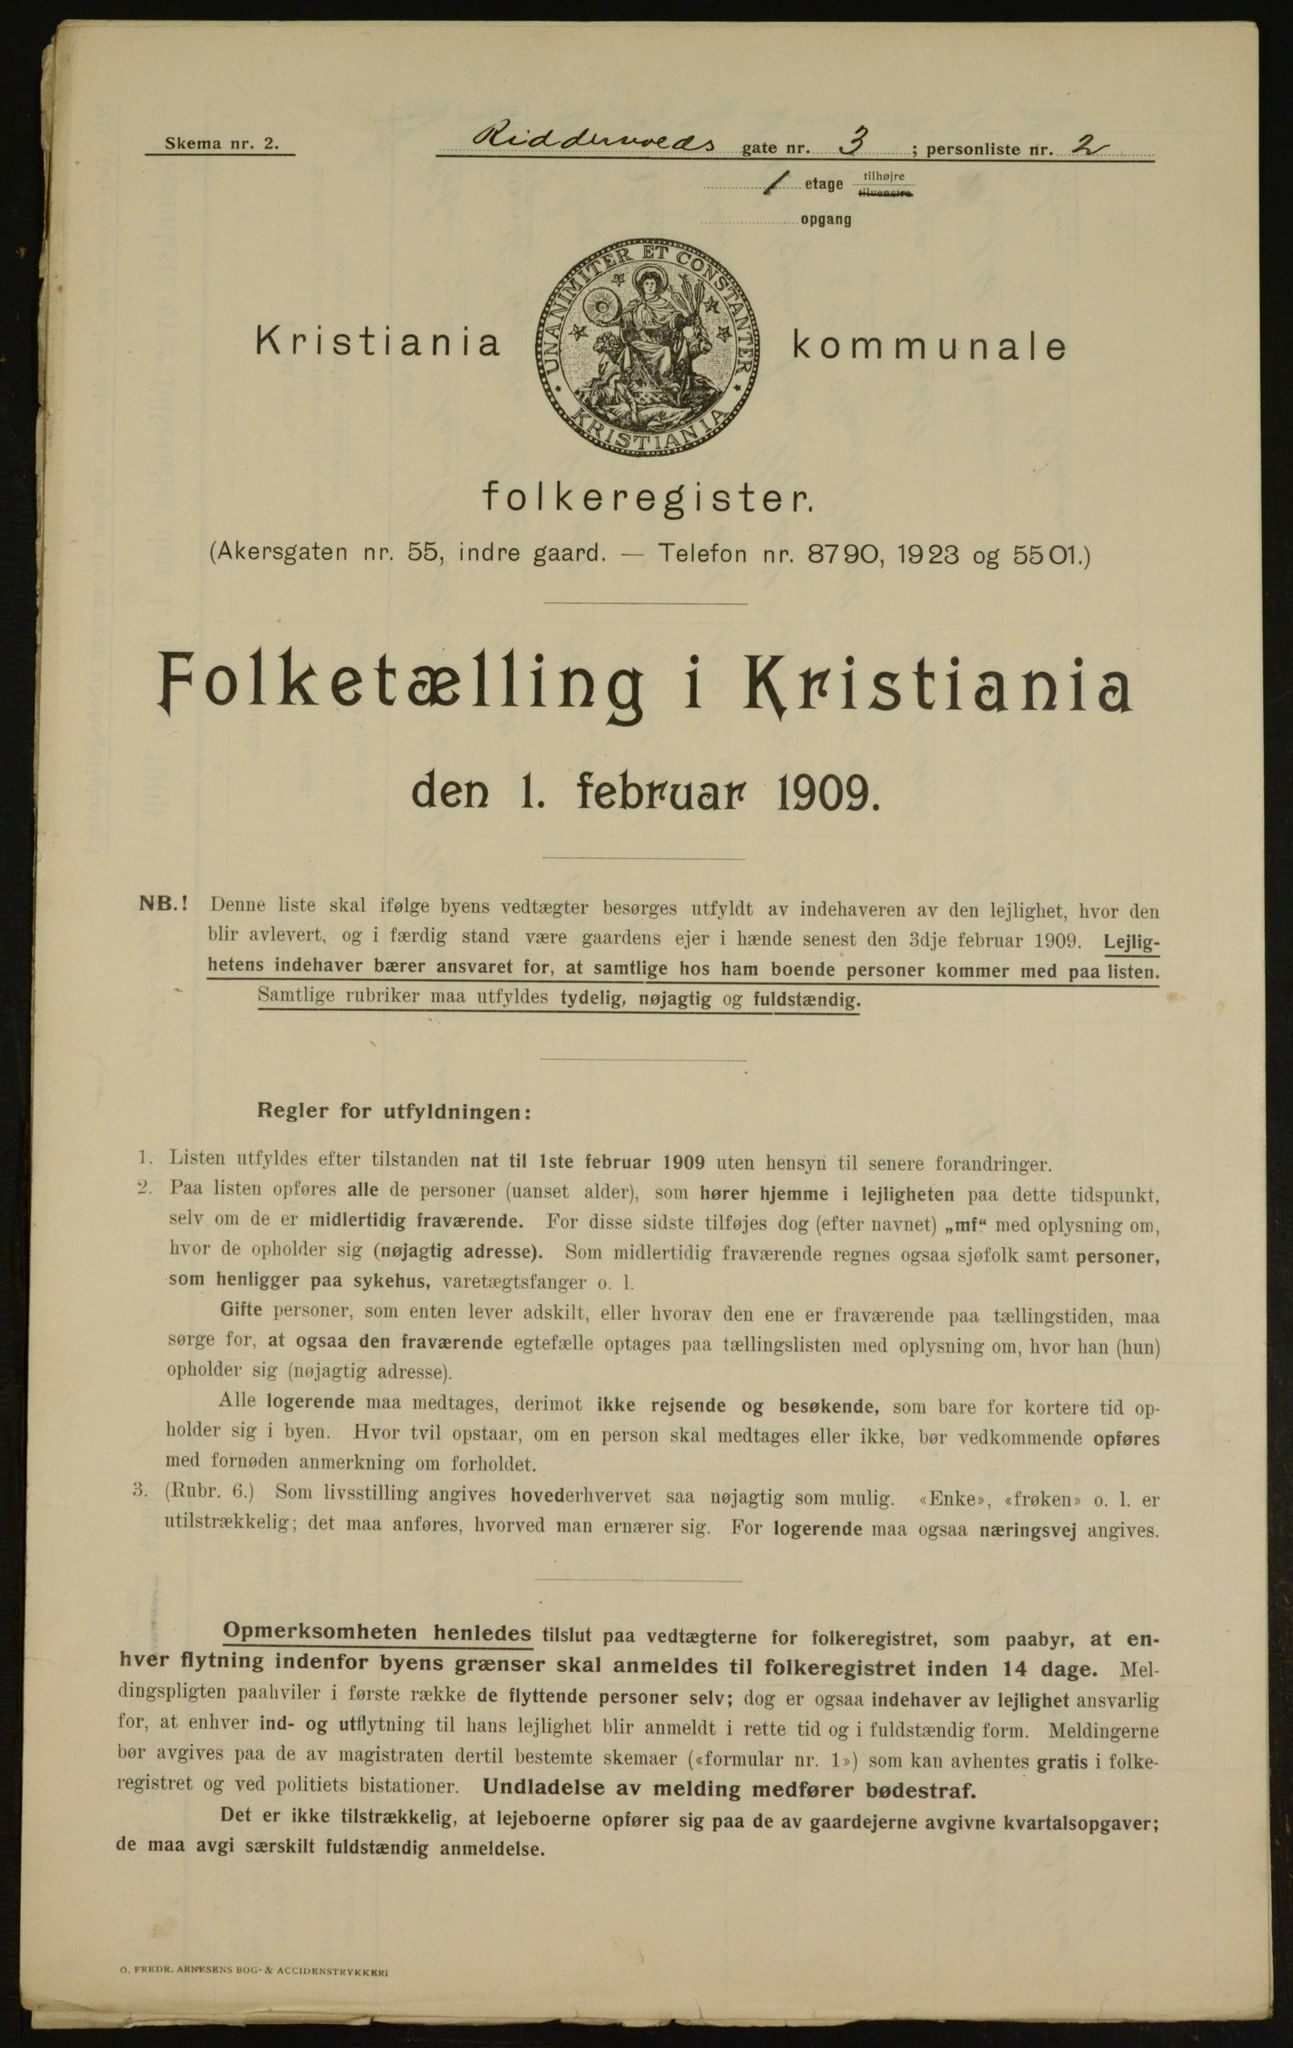 Skema nr. 2.
Riddervolds gate nr. 3 ; personliste nr. 2
1 etage tilhøjre
tilvenstre
opgang
UNANIMITER ET CONSTANTER
KRISTIANIA
Kristiania kommunale
folkeregister.
(Akersgaten nr. 55, indre gaard. — Telefon nr. 8790, 1923 og 5501.)
Folketælling i Kristiania
den 1. februar 1909.
NB.! Denne liste skal ifølge byens vedtægter besørges utfyldt av indehaveren av den lejlighet, hvor den
blir avlevert, og i færdig stand være gaardens ejer i hænde senest den 3dje februar 1909. Lejlig-
hetens indehaver bærer ansvaret for, at samtlige hos ham boende personer kommer med paa listen.
Samtlige rubriker maa utfyldes tydelig, nøjagtig og fuldstændig.
Regler for utfyldningen:
1. Listen utfyldes efter tilstanden nat til 1ste februar 1909 uten hensyn til senere forandringer.
2. Paa listen opføres alle de personer (uanset alder), som hører hjemme i lejligheten paa dette tidspunkt,
selv om de er midlertidig fraværende. For disse sidste tilføjes dog (efter navnet) „mf“ med oplysning om,
hvor de opholder sig (nøjagtig adresse). Som midlertidig fraværende regnes ogsaa sjøfolk samt personer,
som henligger paa sykehus, varetægtsfanger o. l.
Gifte personer, som enten lever adskilt, eller hvorav den ene er fraværende paa tællingstiden, maa
sørge for, at ogsaa den fraværende egtefælle optages paa tællingslisten med oplysning om, hvor han (hun)
opholder sig (nøjagtig adresse).
Alle logerende maa medtages, derimot ikke rejsende og besøkende, som bare for kortere tid op-
holder sig i byen. Hvor tvil opstaar, om en person skal medtages eller ikke, bør vedkommende opføres
med fornøden anmerkning om forholdet.
3. (Rubr. 6.) Som livsstilling angives hovederhvervet saa nøjagtig som mulig. «Enke», «frøken» o. l. er
utilstrækkelig; det maa anføres, hvorved man ernærer sig. For logerende maa ogsaa næringsvej angives.
Opmerksomheten henledes tilslut paa vedtægterne for folkeregistret, som paabyr, at en-
hver flytning indenfor byens grænser skal anmeldes til folkeregistret inden 14 dage. Mel-
dingspligten paahviler i første række de flyttende personer selv; dog er ogsaa indehaver av lejlighet ansvarlig
for, at enhver ind- og utflytning til hans lejlighet blir anmeldt i rette tid og i fuldstændig form. Meldingerne
bør avgives paa de av magistraten dertil bestemte skemaer («formular nr. 1») som kan avhentes gratis i folke-
registret og ved politiets bistationer. Undladelse av melding medfører bødestraf.
Det er ikke tilstrækkelig, at lejeboerne opfører sig paa de av gaardejerne avgivne kvartalsopgaver;
de maa avgi særskilt fuldstændig anmeldelse.
O. FREDR. ARNESENS BOG- & ACCIDENSTRYKKERI